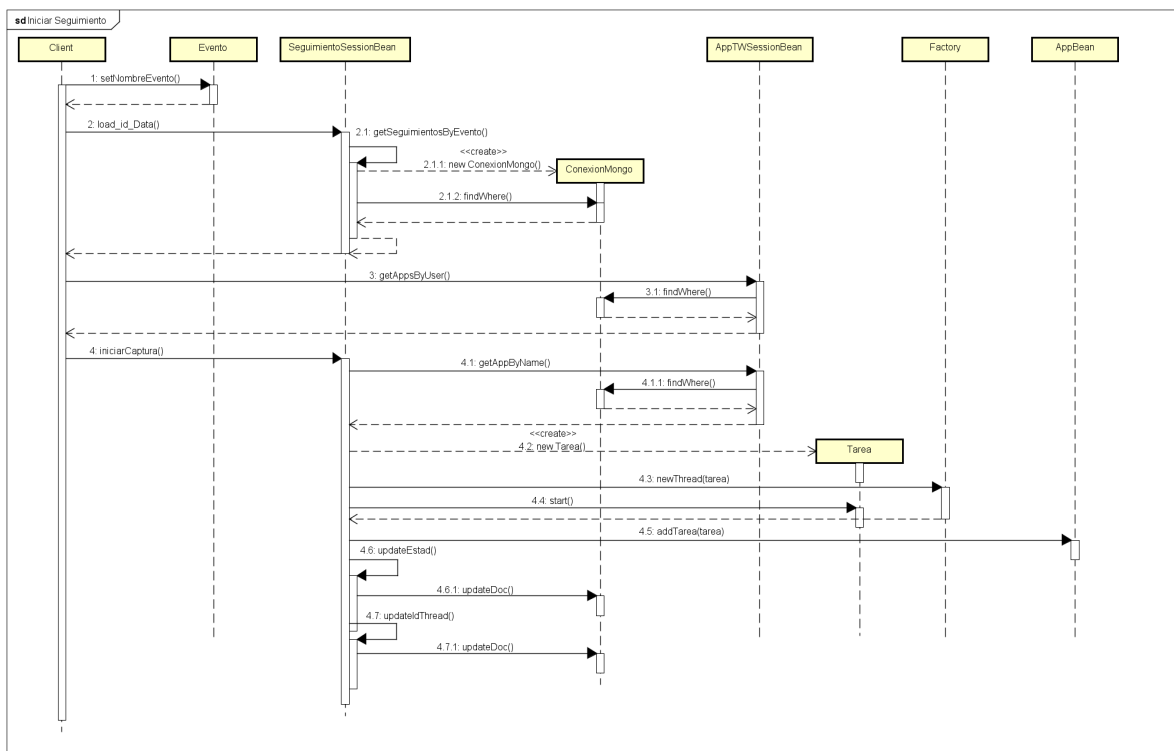 sd Iniciar Seguimiento
Client
Evento
SeguimientoSessionBean
AppTWSessionBean
Factory
AppBean
1: setNombreEvento()
2: load_id_Data()
2.1: getSeguimientosByEvento()
<<create>>
2.1.1: new ConexionMongo()
ConexionMongo
2.1.2: findWhere()
3: getAppsByUser()
3.1: findWhere()
4: iniciarCaptura()
4.1: getAppByName()
4.1.1: findWhere()
<<create>>
4.2: new Tarea()
Tarea
4.3: newThread(tarea)
4.4: start()
4.5: addTarea(tarea)
4.6: updateEstad()
4.6.1: updateDoc()
4.7: updateIdThread()
4.7.1: updateDoc()